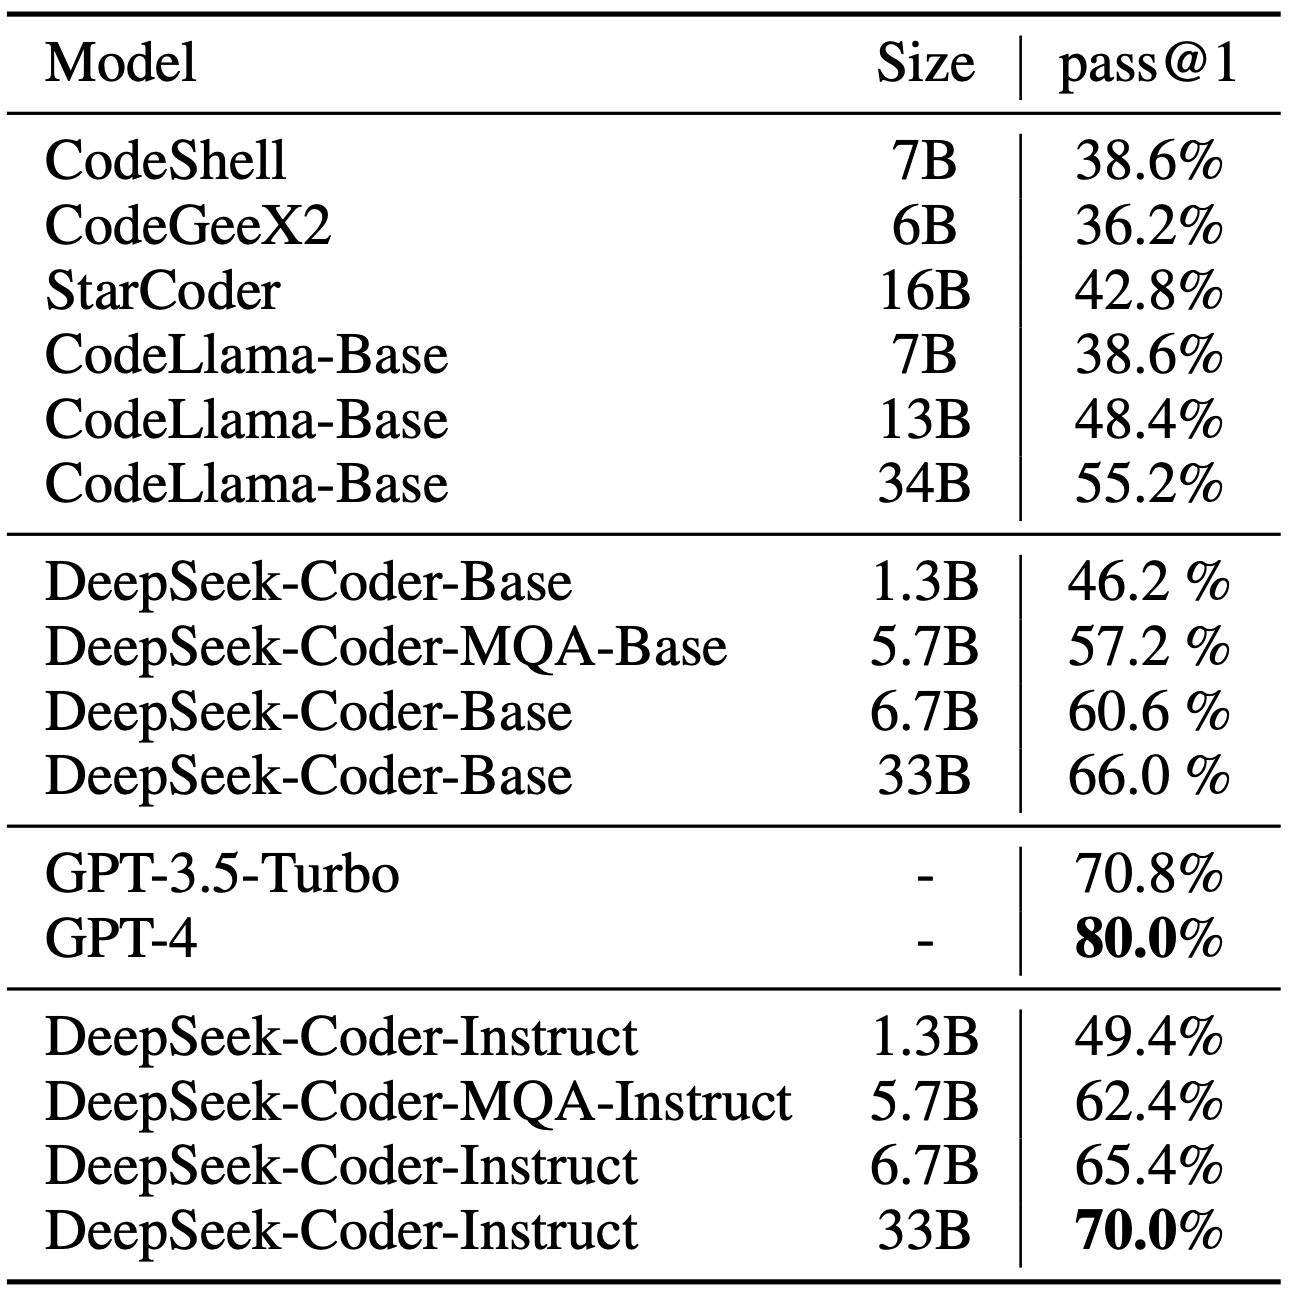 Model Size pass@1
CodeShell 7B 38.6%
CodeGeeX2 6B 36.2%
StarCoder 16B 42.8%
CodeLlama-Base 7B 38.6%
CodeLlama-Base 13B 48.4%
CodeLlama-Base 34B 55.2%
DeepSeek-Coder-Base 1.3B 46.2 %
DeepSeek-Coder-MQA-Base 5.7B 57.2 %
DeepSeek-Coder-Base 6.7B 60.6 %
DeepSeek-Coder-Base 33B 66.0 %
GPT-3.5-Turbo - 70.8%
GPT-4 - 80.0%
DeepSeek-Coder-Instruct 1.3B 49.4%
DeepSeek-Coder-MQA-Instruct 5.7B 62.4%
DeepSeek-Coder-Instruct 6.7B 65.4%
DeepSeek-Coder-Instruct 33B 70.0%